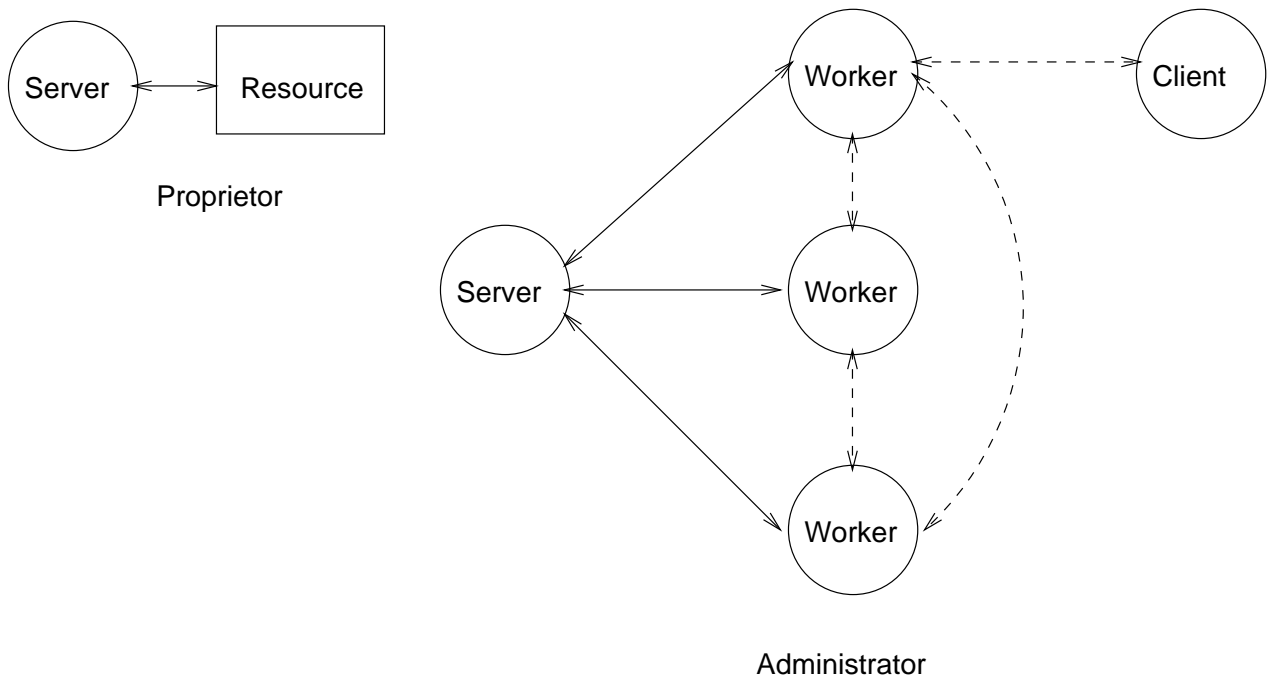 Server
Resource
Proprietor
Worker
Client
Server
Worker
Worker
Administrator